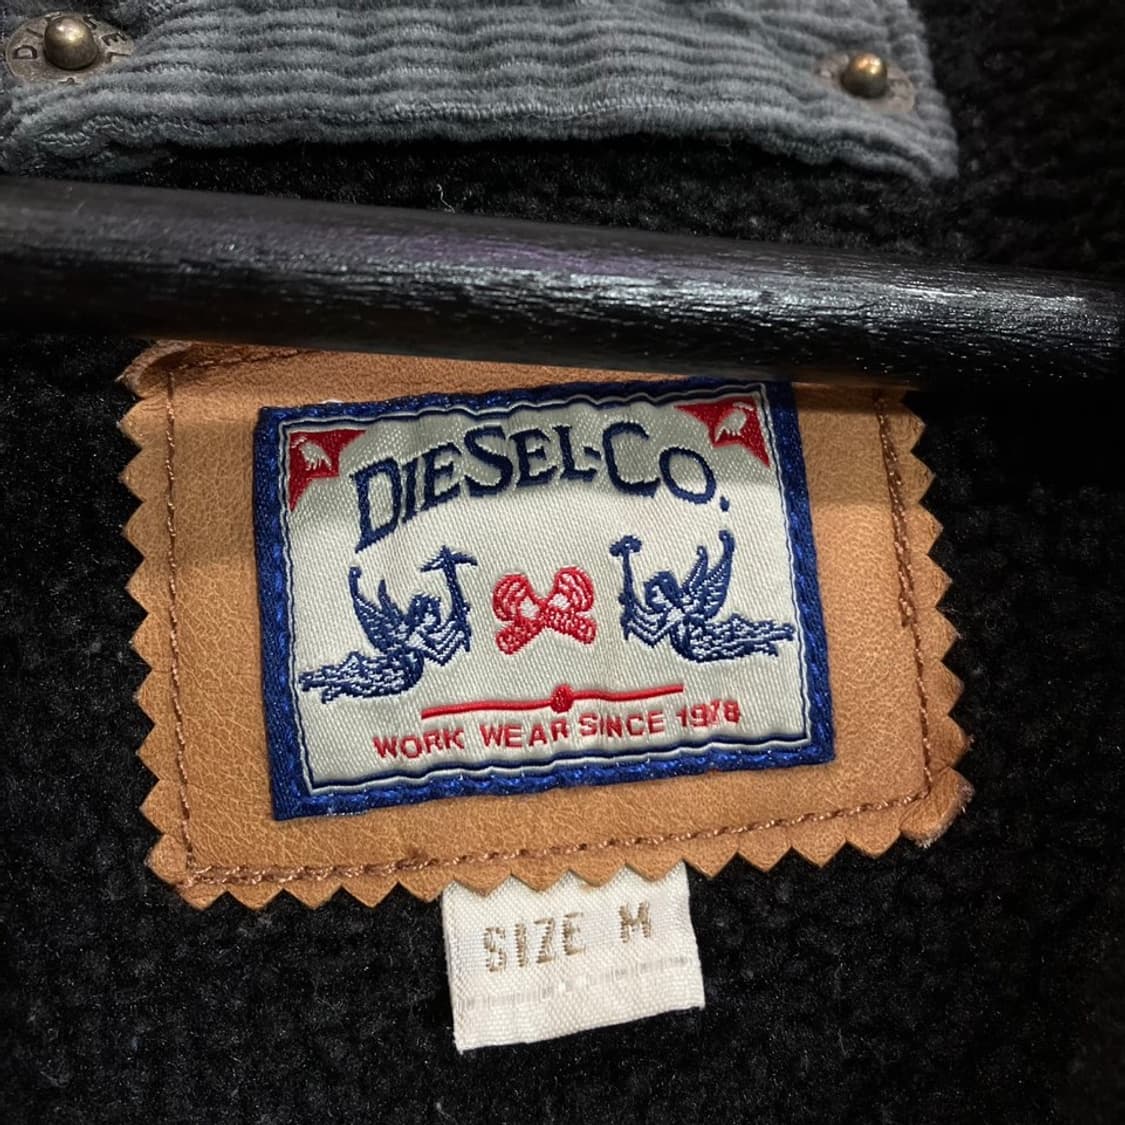 DIESEL-CO.
WORK WEAR SINCE 1978
SIZE M